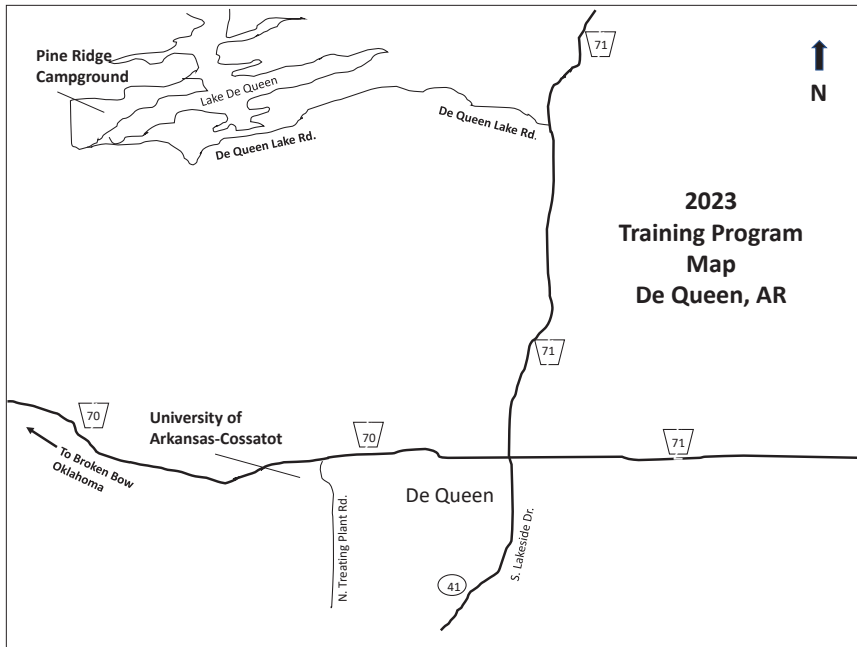 Pine Ridge
Campground
Lake De Queen
De Queen Lake Rd.
De Queen Lake Rd.
71
N
2023
Training Program
Map
De Queen, AR
71
70
University of
Arkansas-Cossatot
70
71
To Broken Bow
Oklahoma
De Queen
N. Treating Plant Rd.
S. Lakeside Dr.
41